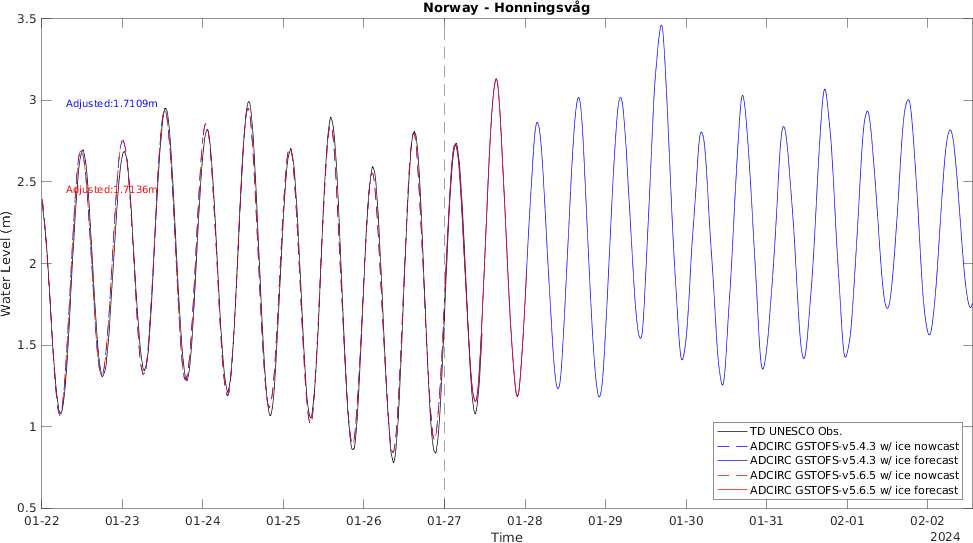 Norway - Honningsvåg
3.5
3
2.5
2
1.5
1
0.5
Water Level (m)
Adjusted:1.7109m
Adjusted:1.7136m
TD UNESCO Obs.
ADCIRC GSTOFS-v5.4.3 w/ ice nowcast
ADCIRC GSTOFS-v5.4.3 w/ ice forecast
ADCIRC GSTOFS-v5.6.5 w/ ice nowcast
ADCIRC GSTOFS-v5.6.5 w/ ice forecast
01-22 01-23 01-24 01-25 01-26 01-27 01-28 01-29 01-30 01-31 02-01 02-02
Time
2024